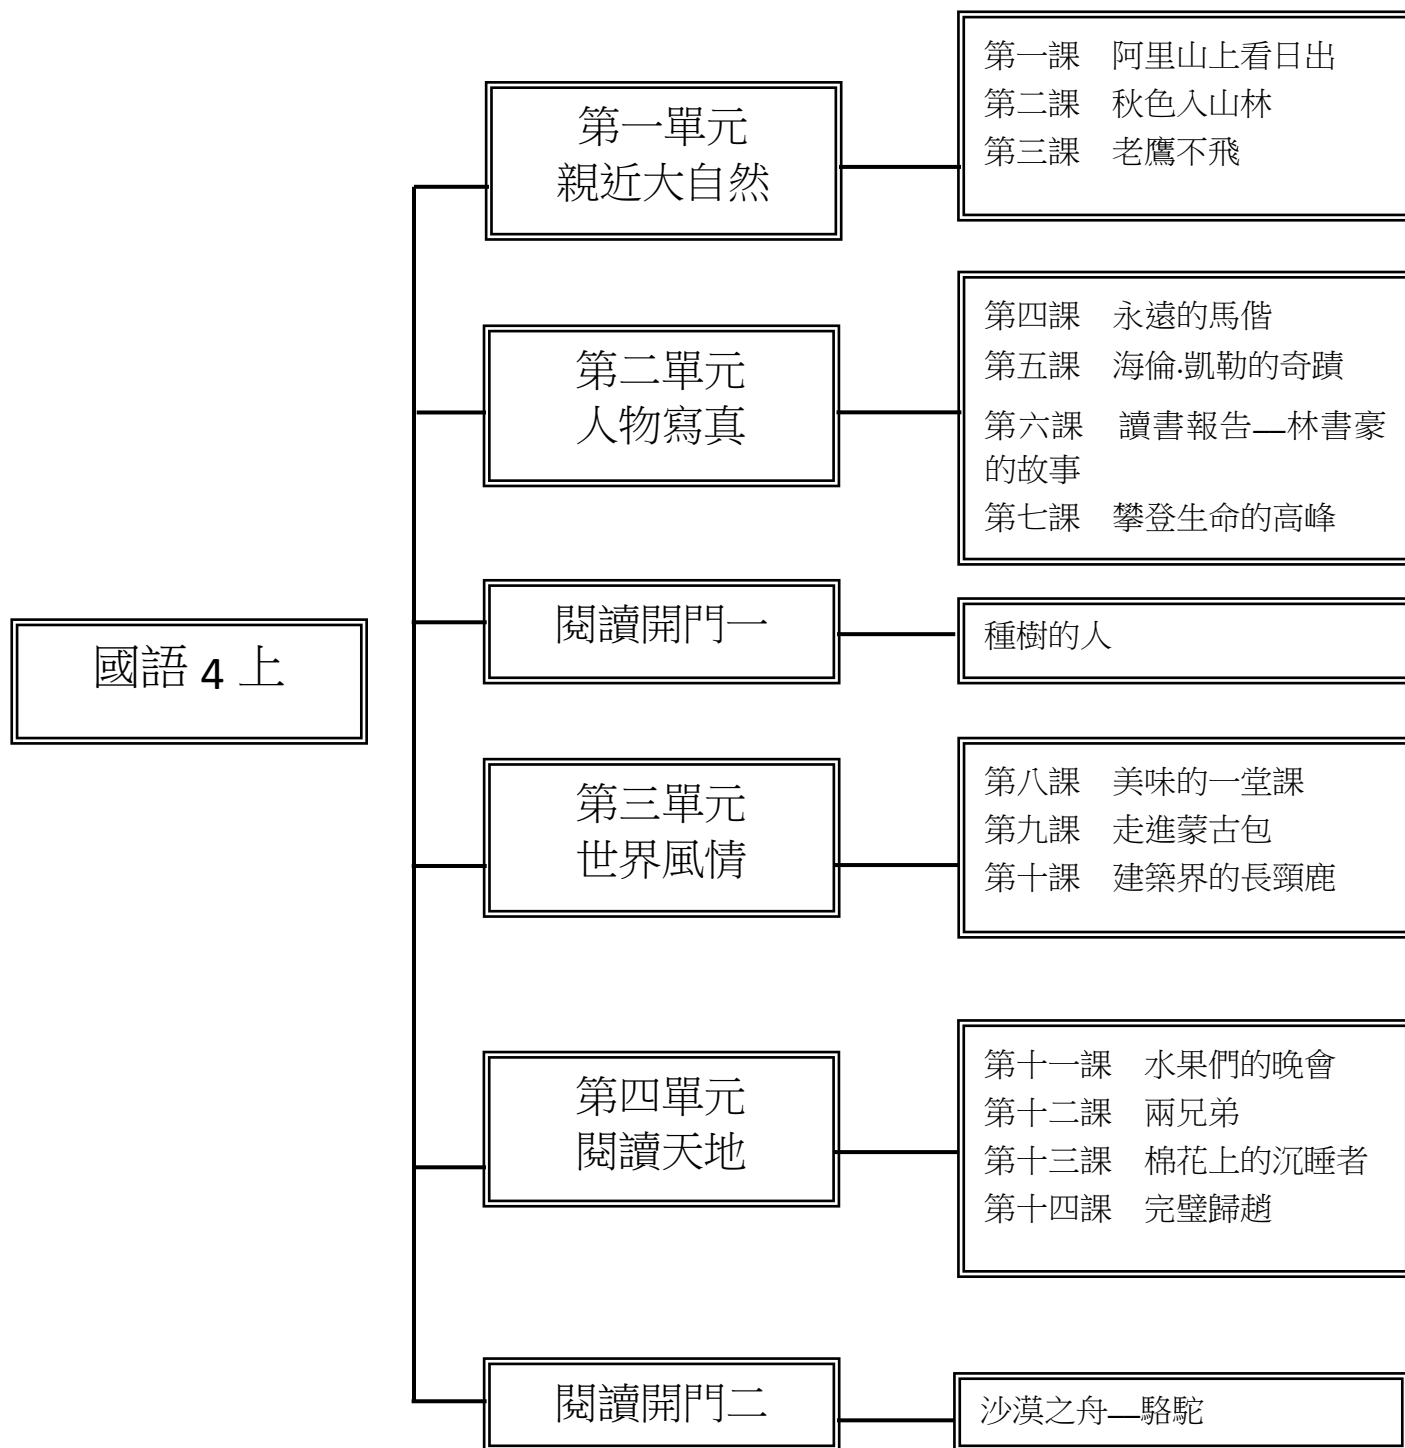 國語 4 上
第一單元
親近大自然
第一課　阿里山上看日出
第二課　秋色入山林
第三課　老鷹不飛
第二單元
人物寫真
第四課　永遠的馬偕
第五課　海倫.凱勒的奇蹟
第六課　讀書報告—林書豪
的故事
第七課　攀登生命的高峰
閱讀開門一
種樹的人
第三單元
世界風情
第八課　美味的一堂課
第九課　走進蒙古包
第十課　建築界的長頸鹿
第四單元
閱讀天地
第十一課　水果們的晚會
第十二課　兩兄弟
第十三課　棉花上的沉睡者
第十四課　完璧歸趙
閱讀開門二
沙漠之舟—駱駝